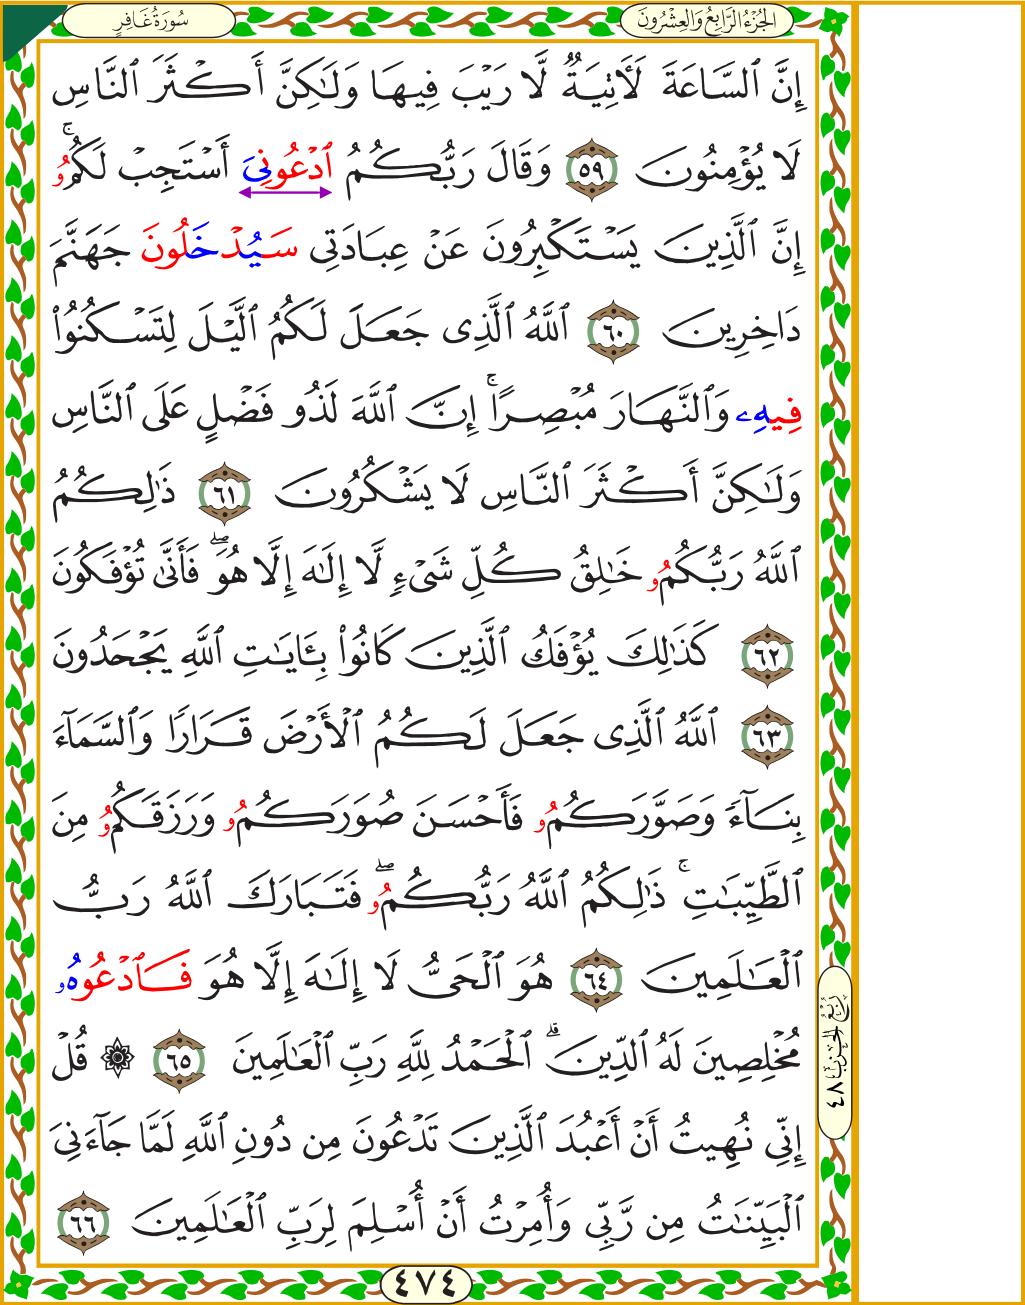 سُورَةُ غَافِرٍ
الجُزْءُ الرَّابِعُ وَالعِشْرُونَ
إِنَّ ٱلسَّاعَةَ لَأٓتِيَةٌ لَّا رَيْبَ فِيهَا وَلَٰكِنَّ أَكْثَرَ ٱلنَّاسِ
لَا يُؤْمِنُونَ ٥٩ وَقَالَ رَبُّكُمُ ٱدْعُونِىَ أَسْتَجِبْ لَكُمُۥۚ
إِنَّ ٱلَّذِينَ يَسْتَكْبِرُونَ عَنْ عِبَادَتِى سَيُدْخَلُونَ جَهَنَّمَ
دَاخِرِينَ ٦٠ ٱللَّهُ ٱلَّذِى جَعَلَ لَكُمُ ٱلَّيْلَ لِتَسْكُنُوا۟
فِيهِۦ وَٱلنَّهَارَ مُبْصِرًاۚ إِنَّ ٱللَّهَ لَذُو فَضْلٍ عَلَى ٱلنَّاسِ
وَلَٰكِنَّ أَكْثَرَ ٱلنَّاسِ لَا يَشْكُرُونَ ٦١ ذَٰلِكُمُ
ٱللَّهُ رَبُّكُمُۥ خَٰلِقُ كُلِّ شَىْءٍ لَّا إِلَٰهَ إِلَّا هُوَۖ فَأَنَّىٰ تُؤْفَكُونَ
٦٢ كَذَٰلِكَ يُؤْفَكُ ٱلَّذِينَ كَانُوا۟ بِـَٔايَٰتِ ٱللَّهِ يَجْحَدُونَ
٦٣ ٱللَّهُ ٱلَّذِى جَعَلَ لَكُمُ ٱلْأَرْضَ قَرَارًا وَٱلسَّمَآءَ
بِنَآءً وَصَوَّرَكُمُۥ فَأَحْسَنَ صُوَرَكُمُۥ وَرَزَقَكُمُۥ مِنَ
ٱلطَّيِّبَٰتِۚ ذَٰلِكُمُ ٱللَّهُ رَبُّكُمُۥۖ فَتَبَارَكَ ٱللَّهُ رَبُّ
ٱلْعَٰلَمِينَ ٦٤ هُوَ ٱلْحَىُّ لَا إِلَٰهَ إِلَّا هُوَ فَٱدْعُوهُۥ
مُخْلِصِينَ لَهُ ٱلدِّينَۗ ٱلْحَمْدُ لِلَّهِ رَبِّ ٱلْعَٰلَمِينَ ٦٥ ۞ قُلْ
إِنِّى نُهِيتُ أَنْ أَعْبُدَ ٱلَّذِينَ تَدْعُونَ مِن دُونِ ٱللَّهِ لَمَّا جَآءَنِىَ
ٱلْبَيِّنَٰتُ مِن رَّبِّى وَأُمِرْتُ أَنْ أُسْلِمَ لِرَبِّ ٱلْعَٰلَمِينَ ٦٦
رُبْعُ الحِزْبِ ٤٨
٤٧٤